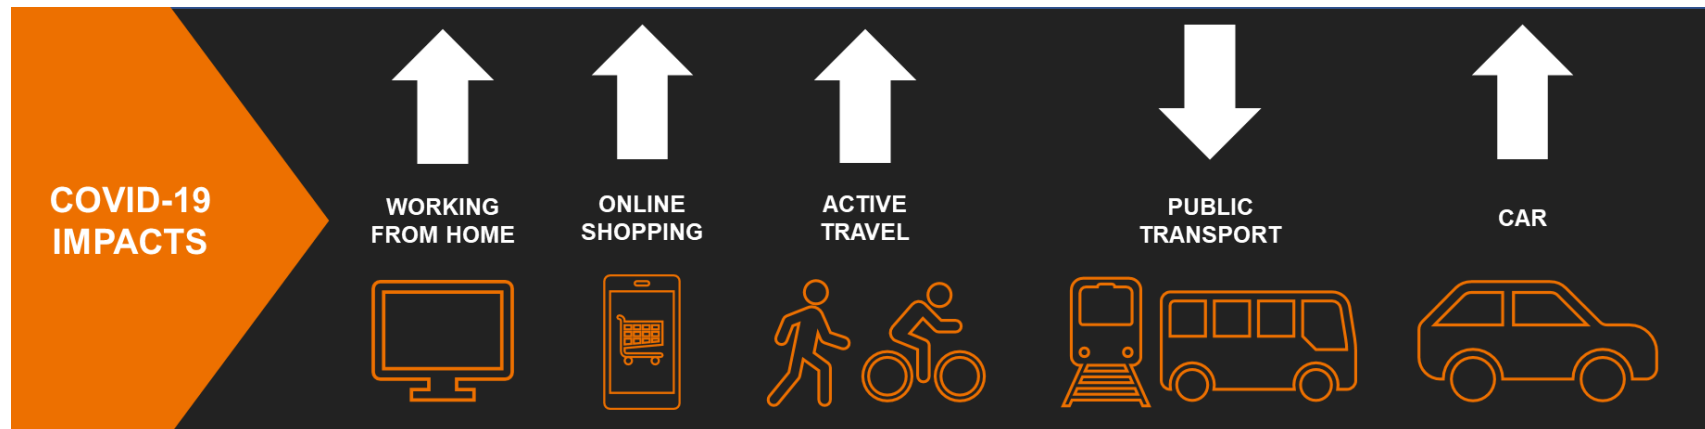 COVID-19
IMPACTS
WORKING
FROM HOME
ONLINE
SHOPPING
ACTIVE
TRAVEL
PUBLIC
TRANSPORT
CAR